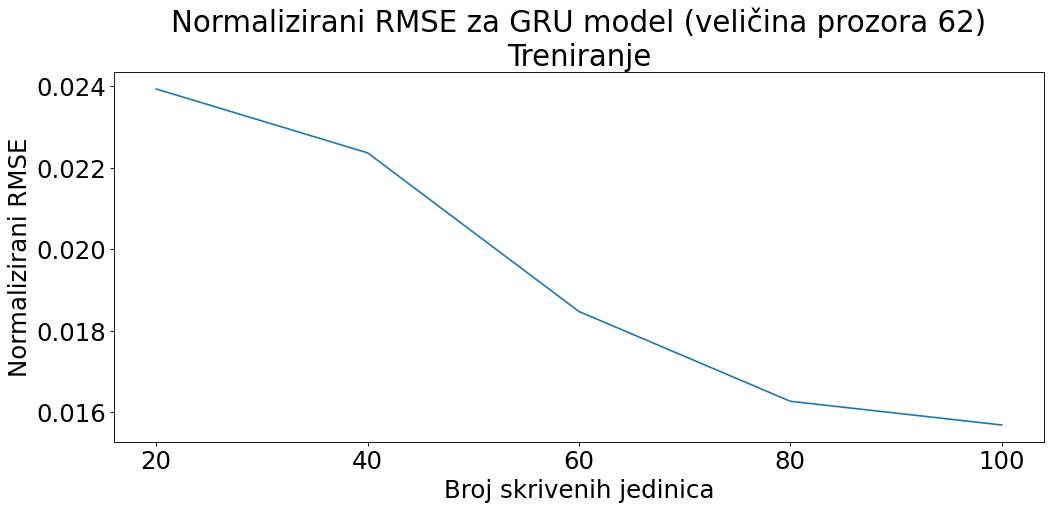 Normalizirani RMSE za GRU model (veličina prozora 62)
Treniranje
Normalizirani RMSE
0.024
0.022
0.020
0.018
0.016
20 40 60 80 100
Broj skrivenih jedinica